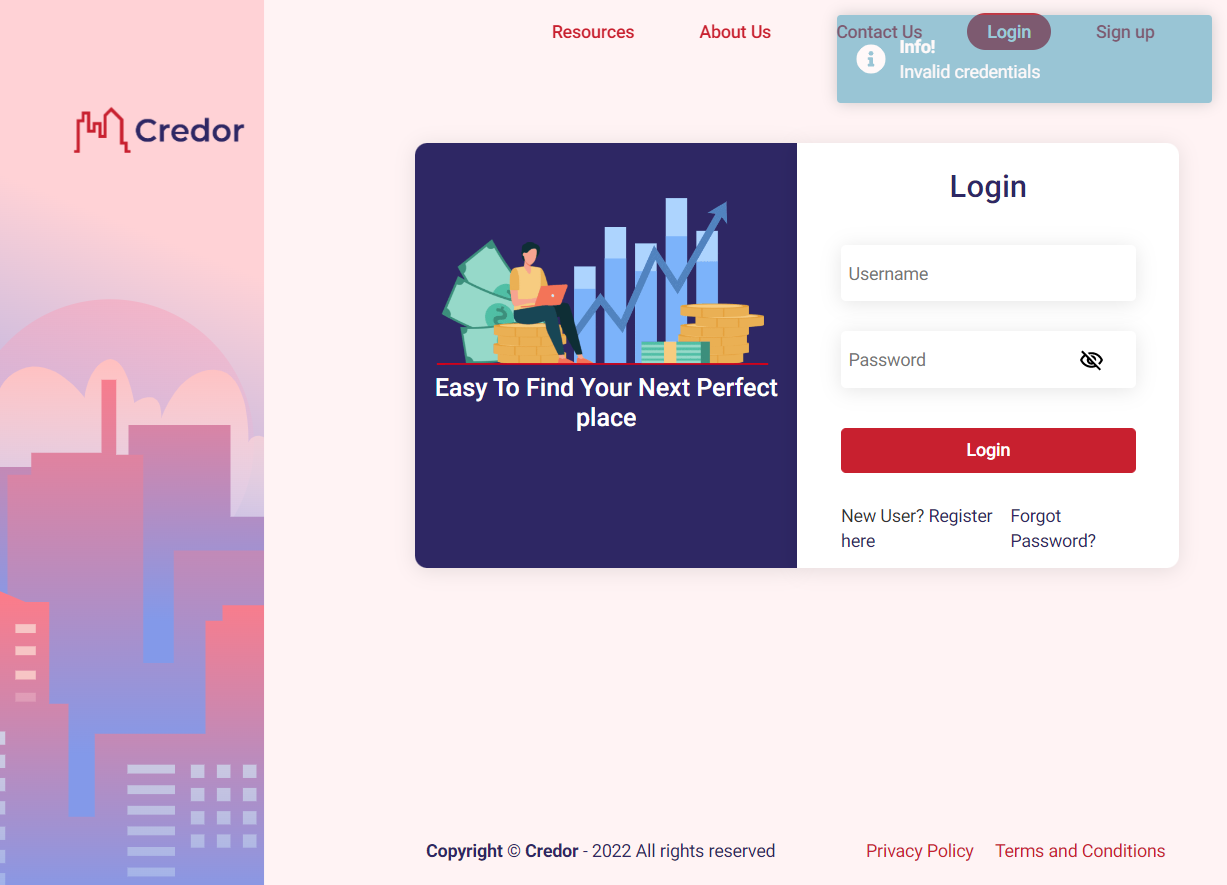 Resources
About Us
Contact Us
Login
Sign up
Info!
Invalid credentials
Credor
Login
Username
Password
Easy To Find Your Next Perfect
place
Login
New User? Register
here
Forgot
Password?
Copyright © Credor - 2022 All rights reserved
Privacy Policy
Terms and Conditions